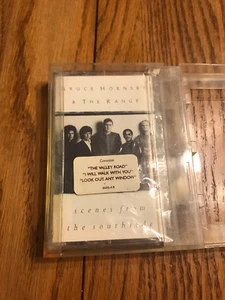 BRUCE HORNSBY
& THE RANGE
Contains
"THE VALLEY ROAD"
"I WILL WALK WITH YOU"
"LOOK OUT ANY WINDOW"
scenes from
the southside